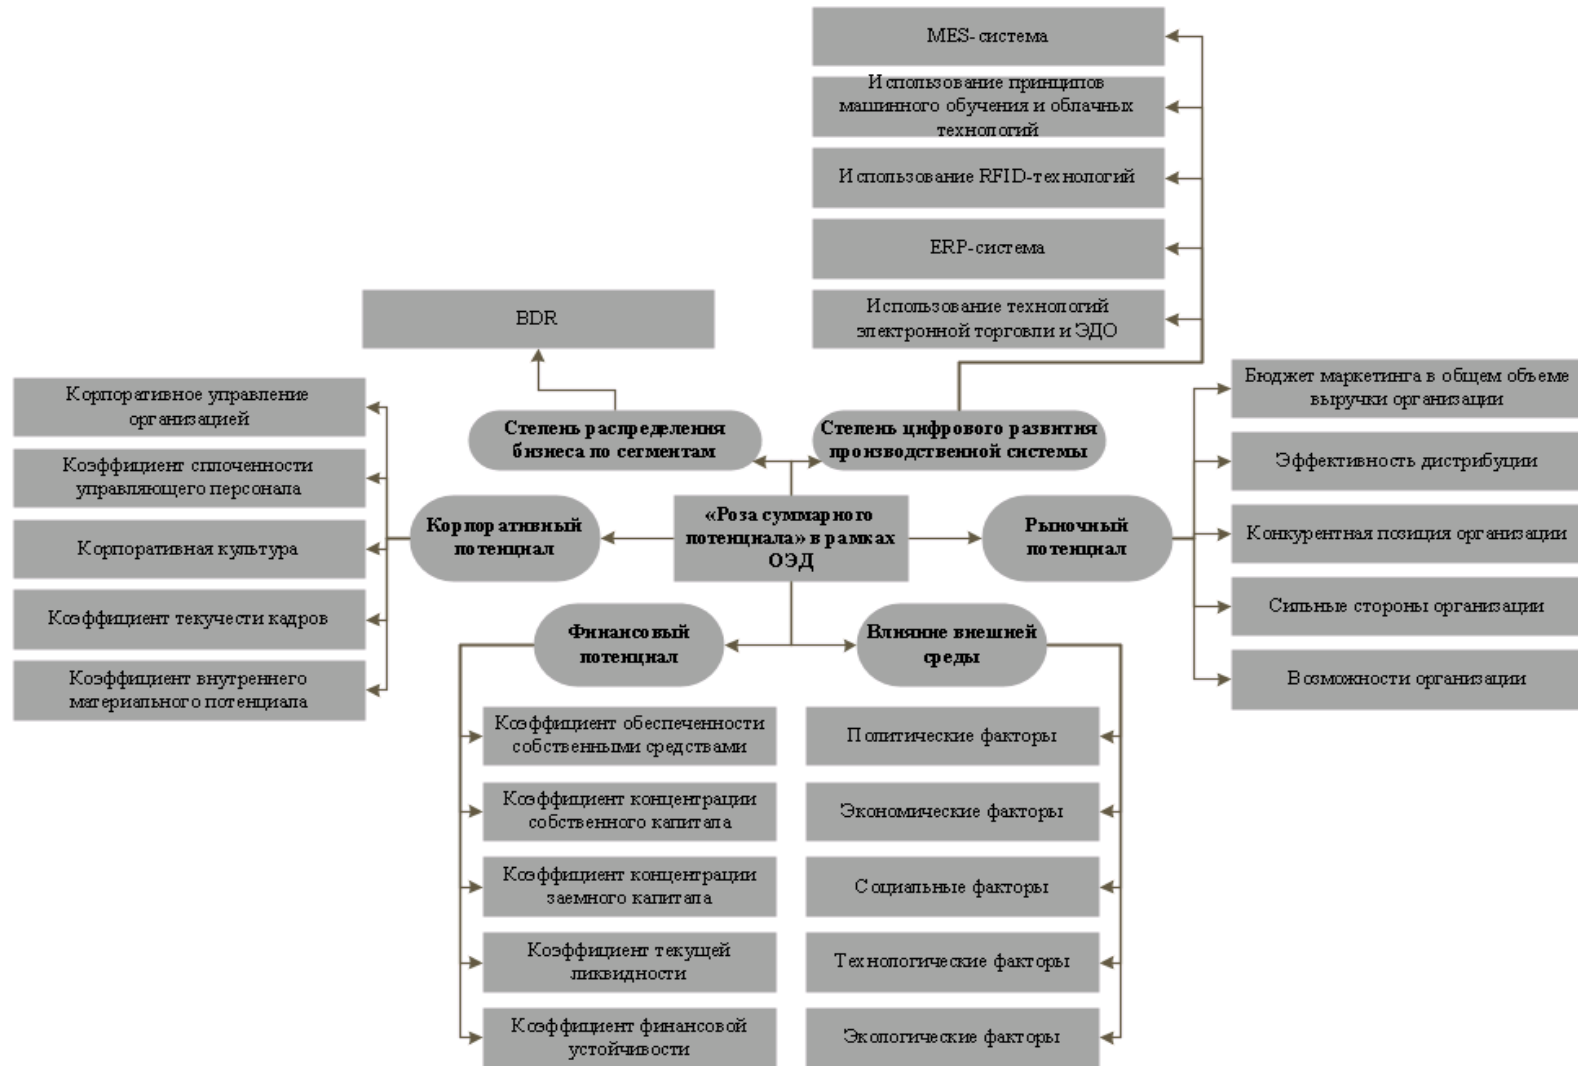 MES-система
Использование принципов
машинного обучения и облачных
технологий
Использование RFID-технологий
ERP-система
Использование технологий
электронной торговли и ЭДО
BDR
Корпоративное управление
организацией
Коэффициент сплоченности
управляющего персонала
Корпоративная культура
Коэффициент текучести кадров
Коэффициент внутреннего
материального потенциала
Степень распределения
бизнеса по сегментам
Степень цифрового развития
производственной системы
Корпоративный
потенциал
«Роза суммарного
потенциала» в рамках
ОЭД
Рыночный
потенциал
Финансовый
потенциал
Влияние внешней
среды
Бюджет маркетинга в общем объеме
выручки организации
Эффективность дистрибуции
Конкурентная позиция организации
Сильные стороны организации
Возможности организации
Коэффициент обеспеченности
собственными средствами
Коэффициент концентрации
собственного капитала
Коэффициент концентрации
заемного капитала
Коэффициент текущей
ликвидности
Коэффициент финансовой
устойчивости
Политические факторы
Экономические факторы
Социальные факторы
Технологические факторы
Экологические факторы